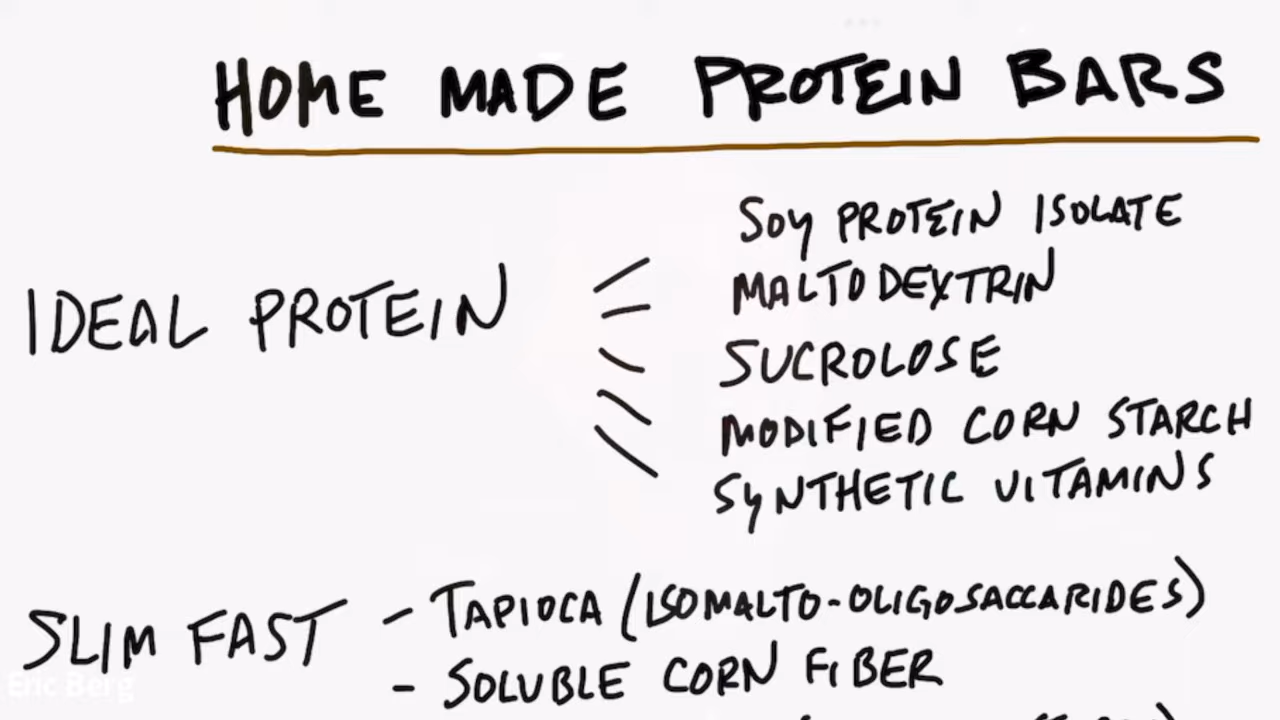 HOME MADE PROTEIN BARS
IDEAL PROTEIN
SOY PROTEIN ISOLATE
MALTODEXTRIN
SUCROLOSE
MODIFIED CORN STARCH
SYNTHETIC VITAMINS
SLIM FAST - TAPIOCA (ISOMALTO-OLIGOSACCARIDES)
- SOLUBLE CORN FIBER
Eric Berg